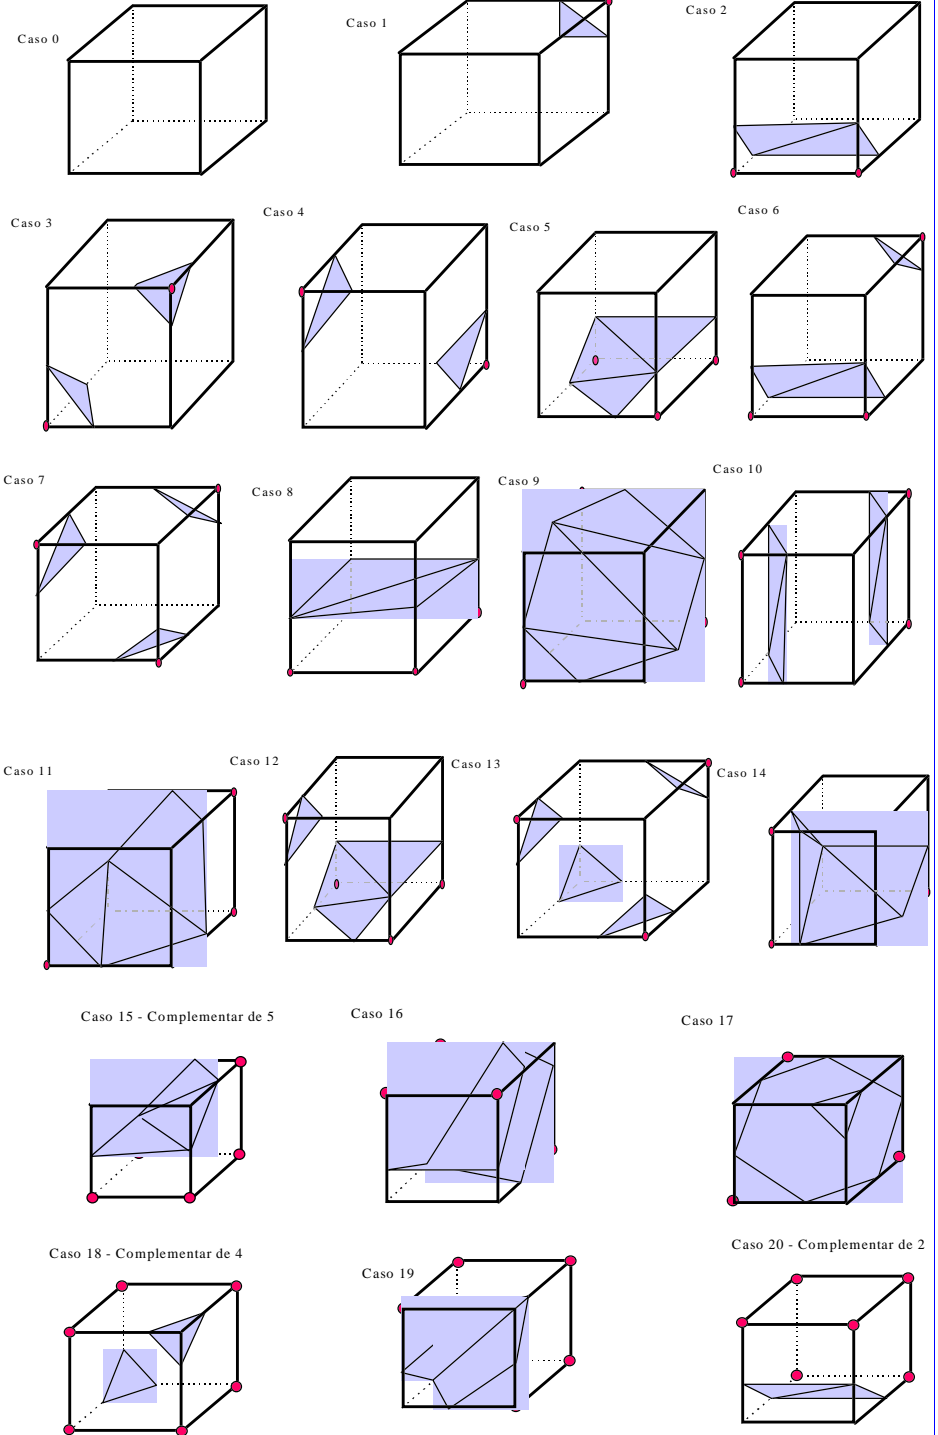 Caso 0
Caso 1
Caso 2
Caso 3
Caso 4
Caso 5
Caso 6
Caso 7
Caso 8
Caso 9
Caso 10
Caso 11
Caso 12
Caso 13
Caso 14
Caso 15 - Complementar de 5
Caso 16
Caso 17
Caso 18 - Complementar de 4
Caso 19
Caso 20 - Complementar de 2